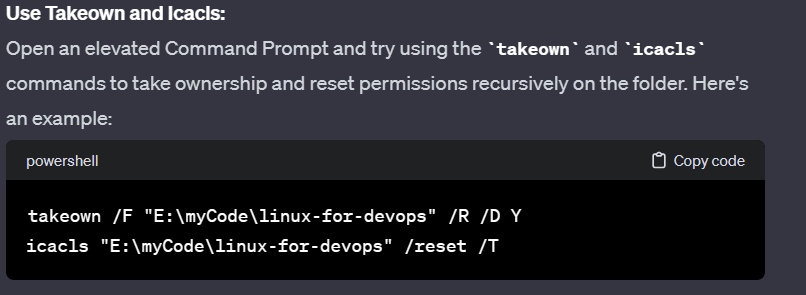 Use Takeown and Icacls:
Open an elevated Command Prompt and try using the `takeown` and `icacls`
commands to take ownership and reset permissions recursively on the folder. Here's
an example:
powershell
Copy code
takeown /F "E:\myCode\linux-for-devops" /R /D Y
icacls "E:\myCode\linux-for-devops" /reset /T